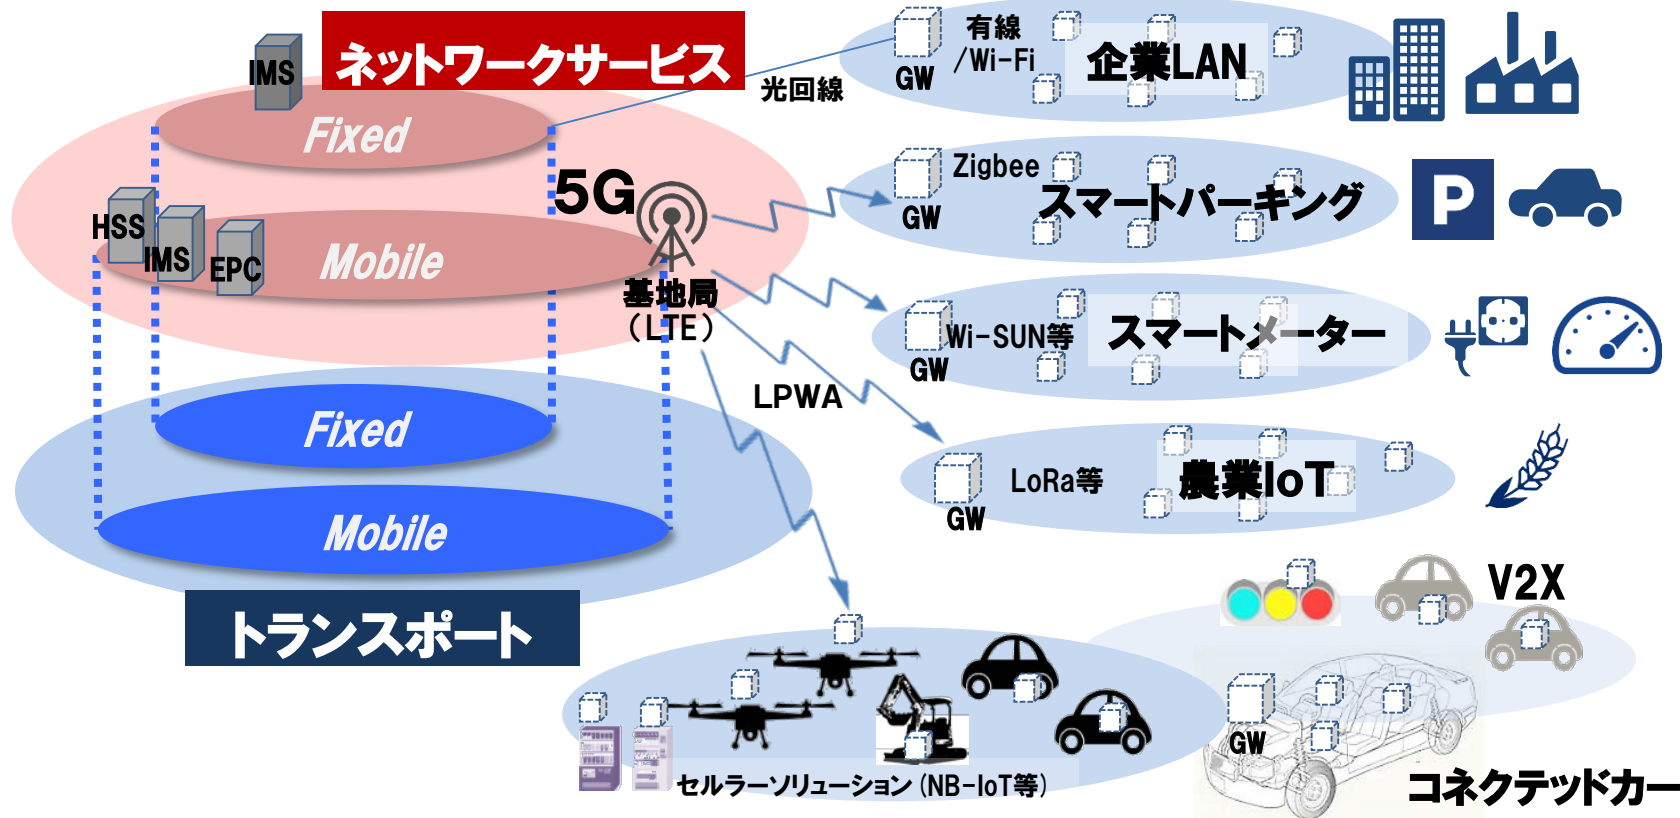 ネットワークサービス
IMS
Fixed
HSS
IMS
EPC
Mobile
5G
基地局
（LTE）
光回線
LPWA
Fixed
Mobile
トランスポート
有線
/Wi-Fi
GW
企業LAN
Zigbee
GW
スマートパーキング
P
Wi-SUN等
GW
スマートメーター
LoRa等
GW
農業IoT
V2X
GW
コネクテッドカー
セルラーソリューション（NB-IoT等）